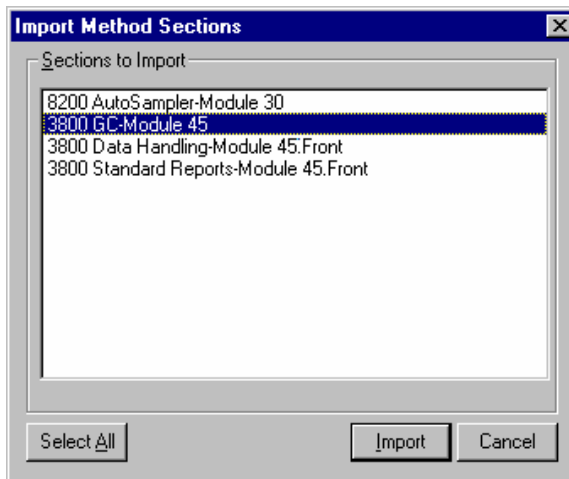 Import Method Sections
Sections to Import
8200 AutoSampler-Module 30
3800 GC-Module 45
3800 Data Handling-Module 45.Front
3800 Standard Reports-Module 45.Front
Select All Import Cancel